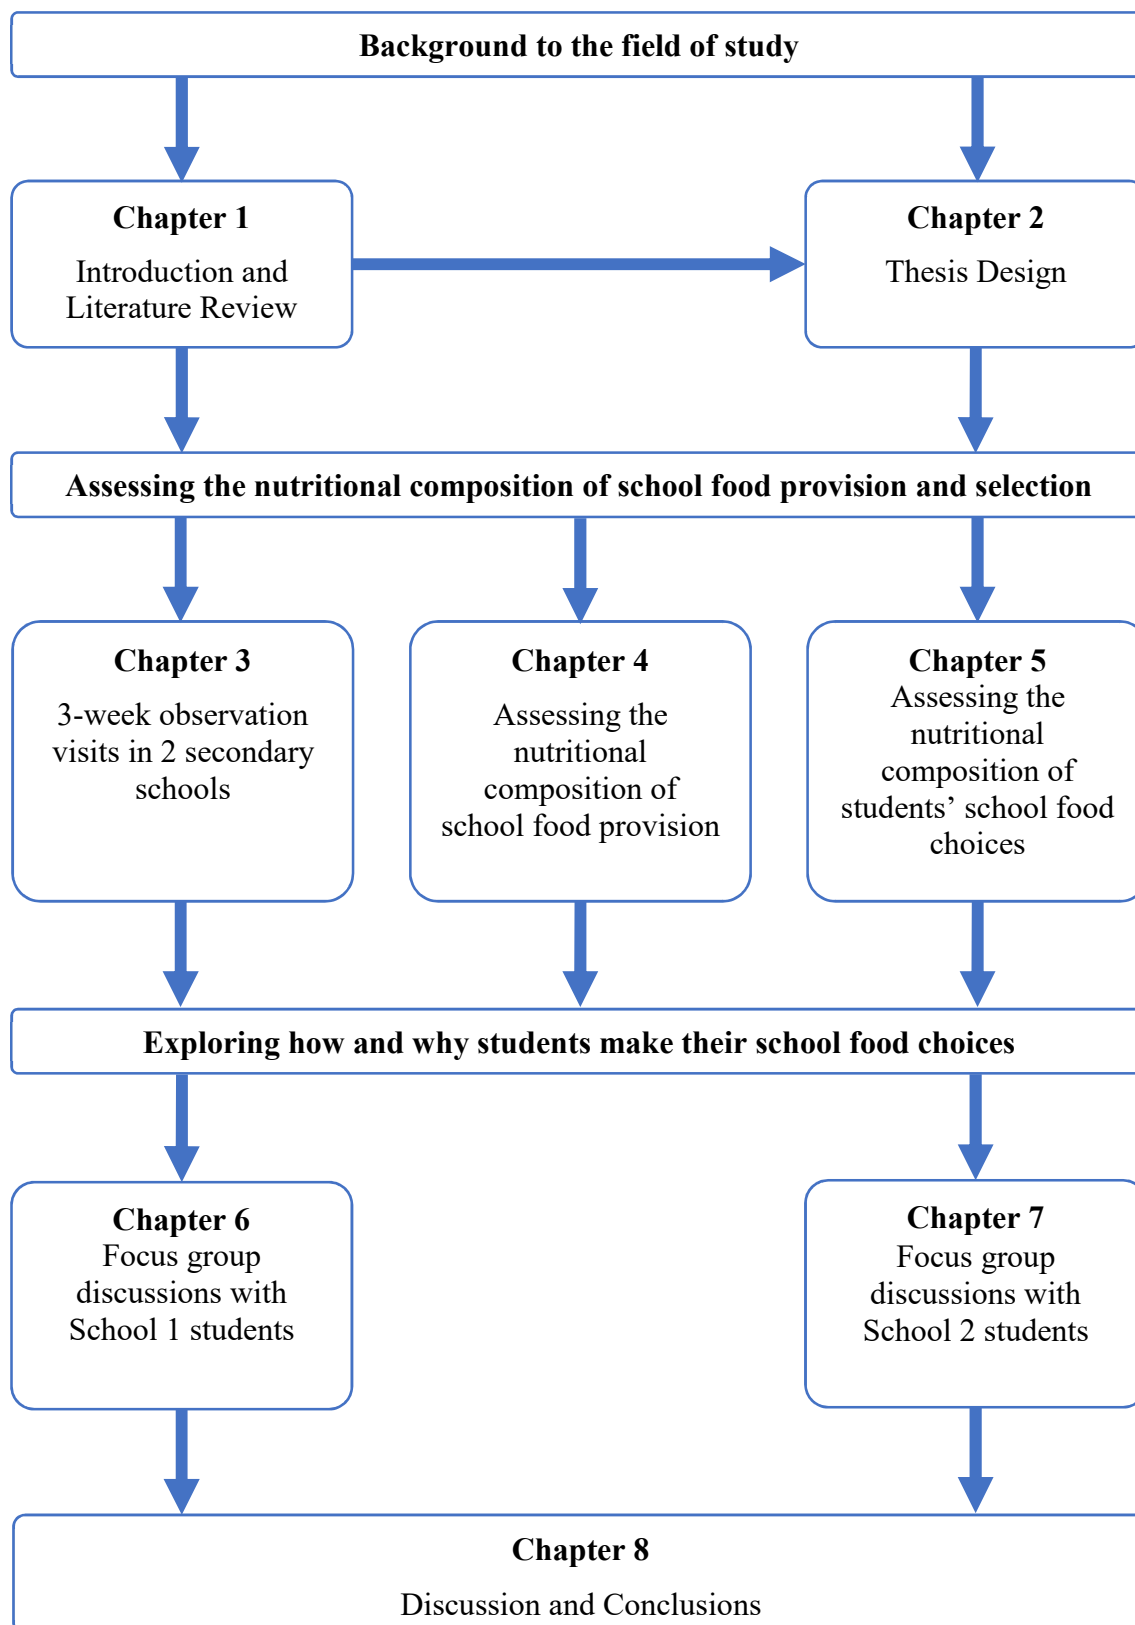 Background to the field of study
Chapter 1
Introduction and
Literature Review
Chapter 2
Thesis Design
Assessing the nutritional composition of school food provision and selection
Chapter 3
3-week observation
visits in 2 secondary
schools
Chapter 4
Assessing the
nutritional
composition of
school food provision
Chapter 5
Assessing the
nutritional
composition of
students’ school food
choices
Exploring how and why students make their school food choices
Chapter 6
Focus group
discussions with
School 1 students
Chapter 7
Focus group
discussions with
School 2 students
Chapter 8
Discussion and Conclusions